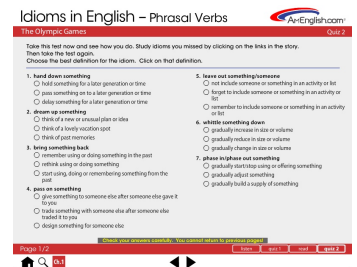 Idioms in English – Phrasal Verbs
AMEnglish.com®
The Olympic Games
Quiz 2
Take this test now and see how you do. Study idioms you missed by clicking on the links in the story.
Then take the test again.
Choose the best definition for the idiom. Click on that definition.
1. hand down something
hold something for a later generation or time
pass something on to a later generation or time
delay something for a later generation or time
2. dream up something
think of a new or unusual plan or idea
think of a lovely vacation spot
think of past memories
3. bring something back
remember using or doing something in the past
rethink using or doing something
start using, doing or remembering something from the
past
4. pass on something
give something to someone else after someone else gave it
to you
trade something with someone else after someone else
traded it to you
design something for someone else
5. leave out something/someone
not include someone or something in an activity or list
forget to include someone or something in an activity or
list
remember to include someone or something in an activity
or list
6. whittle something down
gradually increase in size or volume
gradually reduce in size or volume
gradually change in size or volume
7. phase in/phase out something
gradually start/stop using or offering something
gradually adjust something
gradually build a supply of something
Check your answers carefully. You cannot return to previous pages!
Page 1/2
listen
quiz 1
read
quiz 2
Ch.1